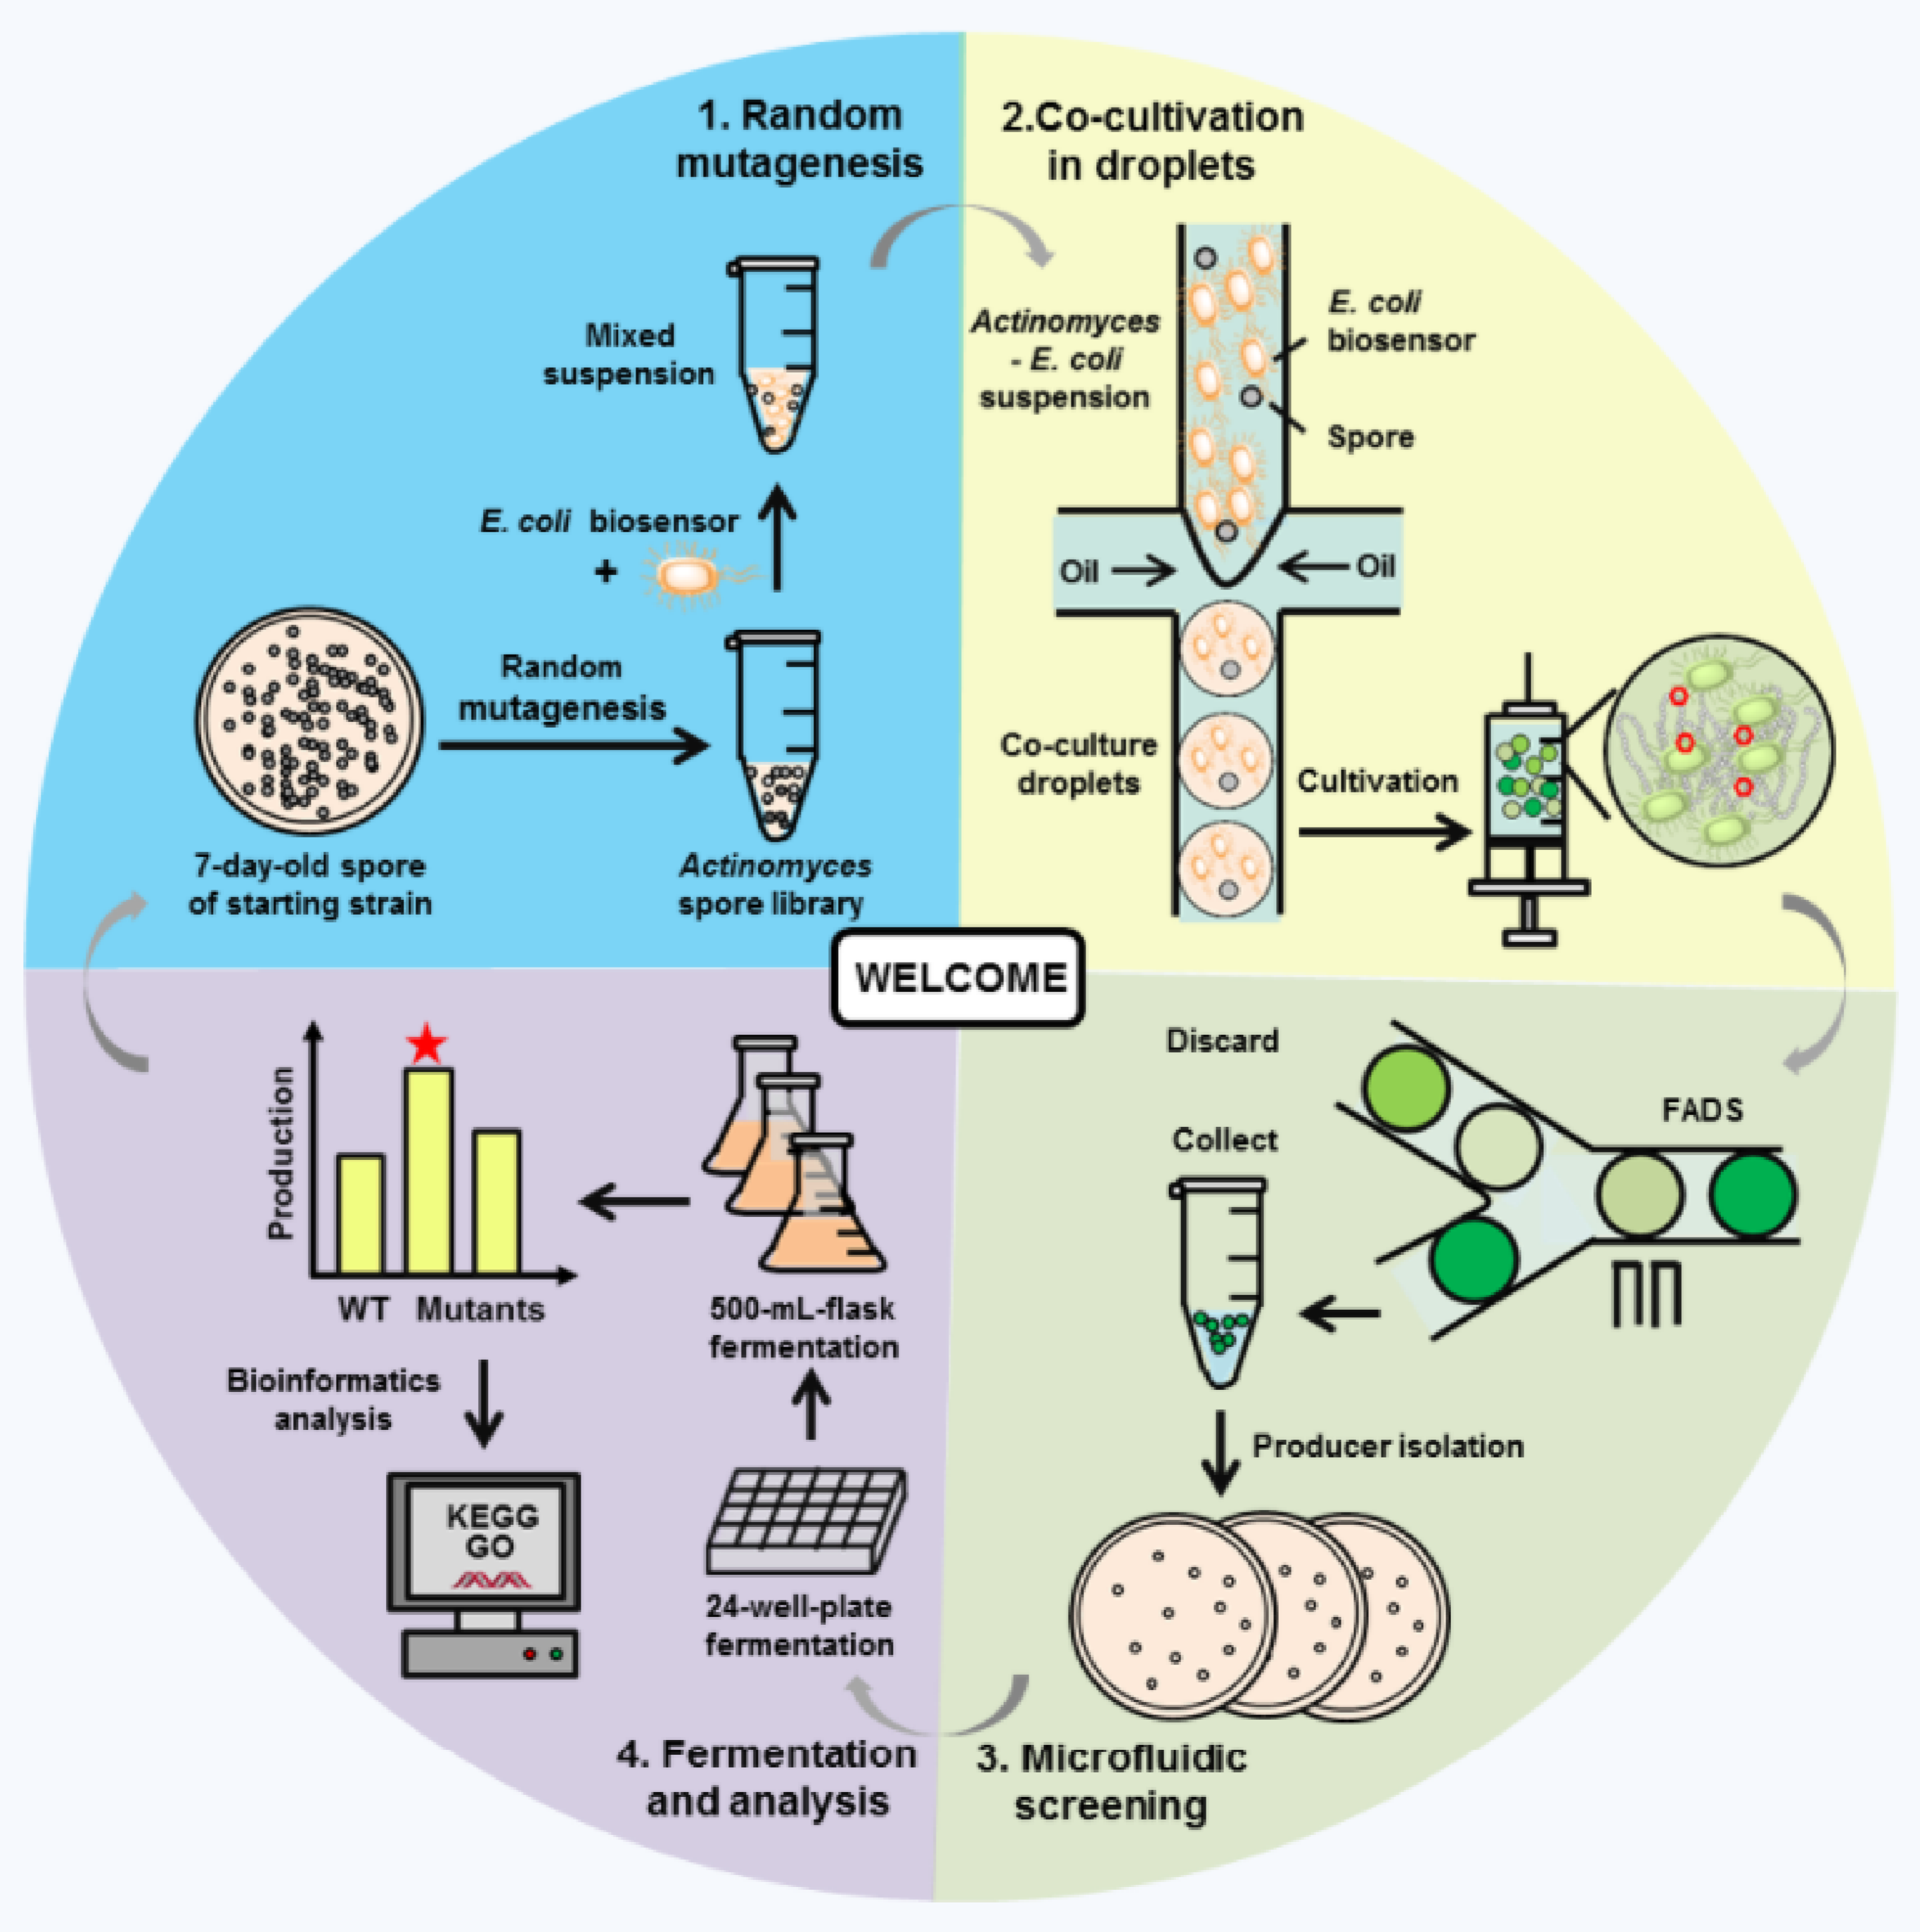 1. Random
mutagenesis
Mixed
suspension
E. coli biosensor
+
Random
mutagenesis
7-day-old spore
of starting strain
Actinomyces
spore library
2.Co-cultivation
in droplets
Actinomyces
- E. coli
suspension
E. coli
biosensor
Spore
Oil
Oil
Co-culture
droplets
Cultivation
WELCOME
Discard
Collect
FADS
Producer isolation
3. Microfluidic
screening
Production
WT Mutants
500-mL-flask
fermentation
Bioinformatics
analysis
KEGG
GO
24-well-plate
fermentation
4. Fermentation
and analysis